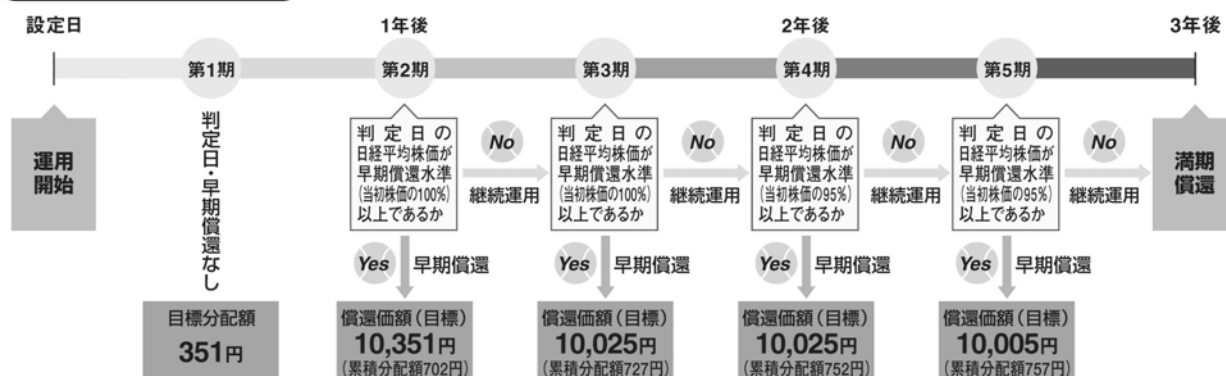 設定日
1年後
2年後
3年後
第1期
第2期
第3期
第4期
第5期
運用
開始
判定日・早期償還なし
判定日の
日経平均株価が
早期償還水準
(当初株価の100%)
以上であるか
No
継続運用
判定日の
日経平均株価が
早期償還水準
(当初株価の100%)
以上であるか
No
継続運用
判定日の
日経平均株価が
早期償還水準
(当初株価の95%)
以上であるか
No
継続運用
判定日の
日経平均株価が
早期償還水準
(当初株価の95%)
以上であるか
No
継続運用
満期
償還
Yes
早期償還
Yes
早期償還
Yes
早期償還
Yes
早期償還
目標分配額
351円
償還価額(目標)
10,351円
(累積分配額702円)
償還価額(目標)
10,025円
(累積分配額727円)
償還価額(目標)
10,025円
(累積分配額752円)
償還価額(目標)
10,005円
(累積分配額757円)